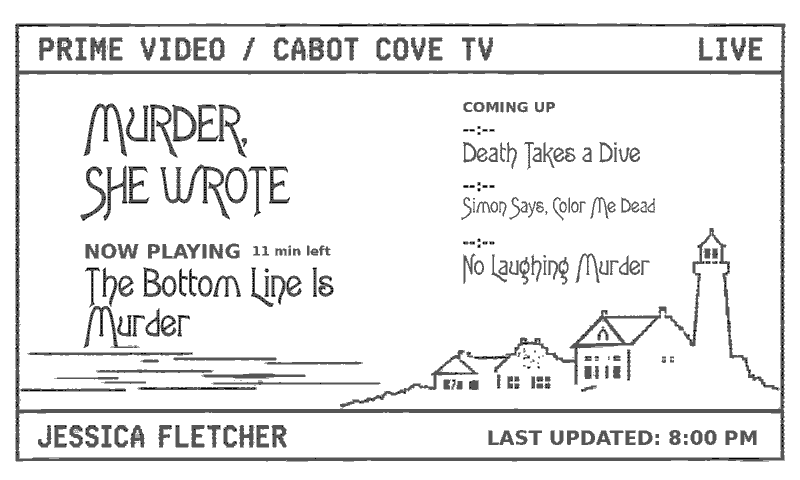 PRIME VIDEO / CABOT COVE TV
LIVE
MURDER,
SHE WROTE
NOW PLAYING 11 min left
The Bottom Line Is
Murder
COMING UP
--:--
Death Takes a Dive
--:--
Simon Says, Color Me Dead
--:--
No Laughing Murder
JESSICA FLETCHER
LAST UPDATED: 8:00 PM